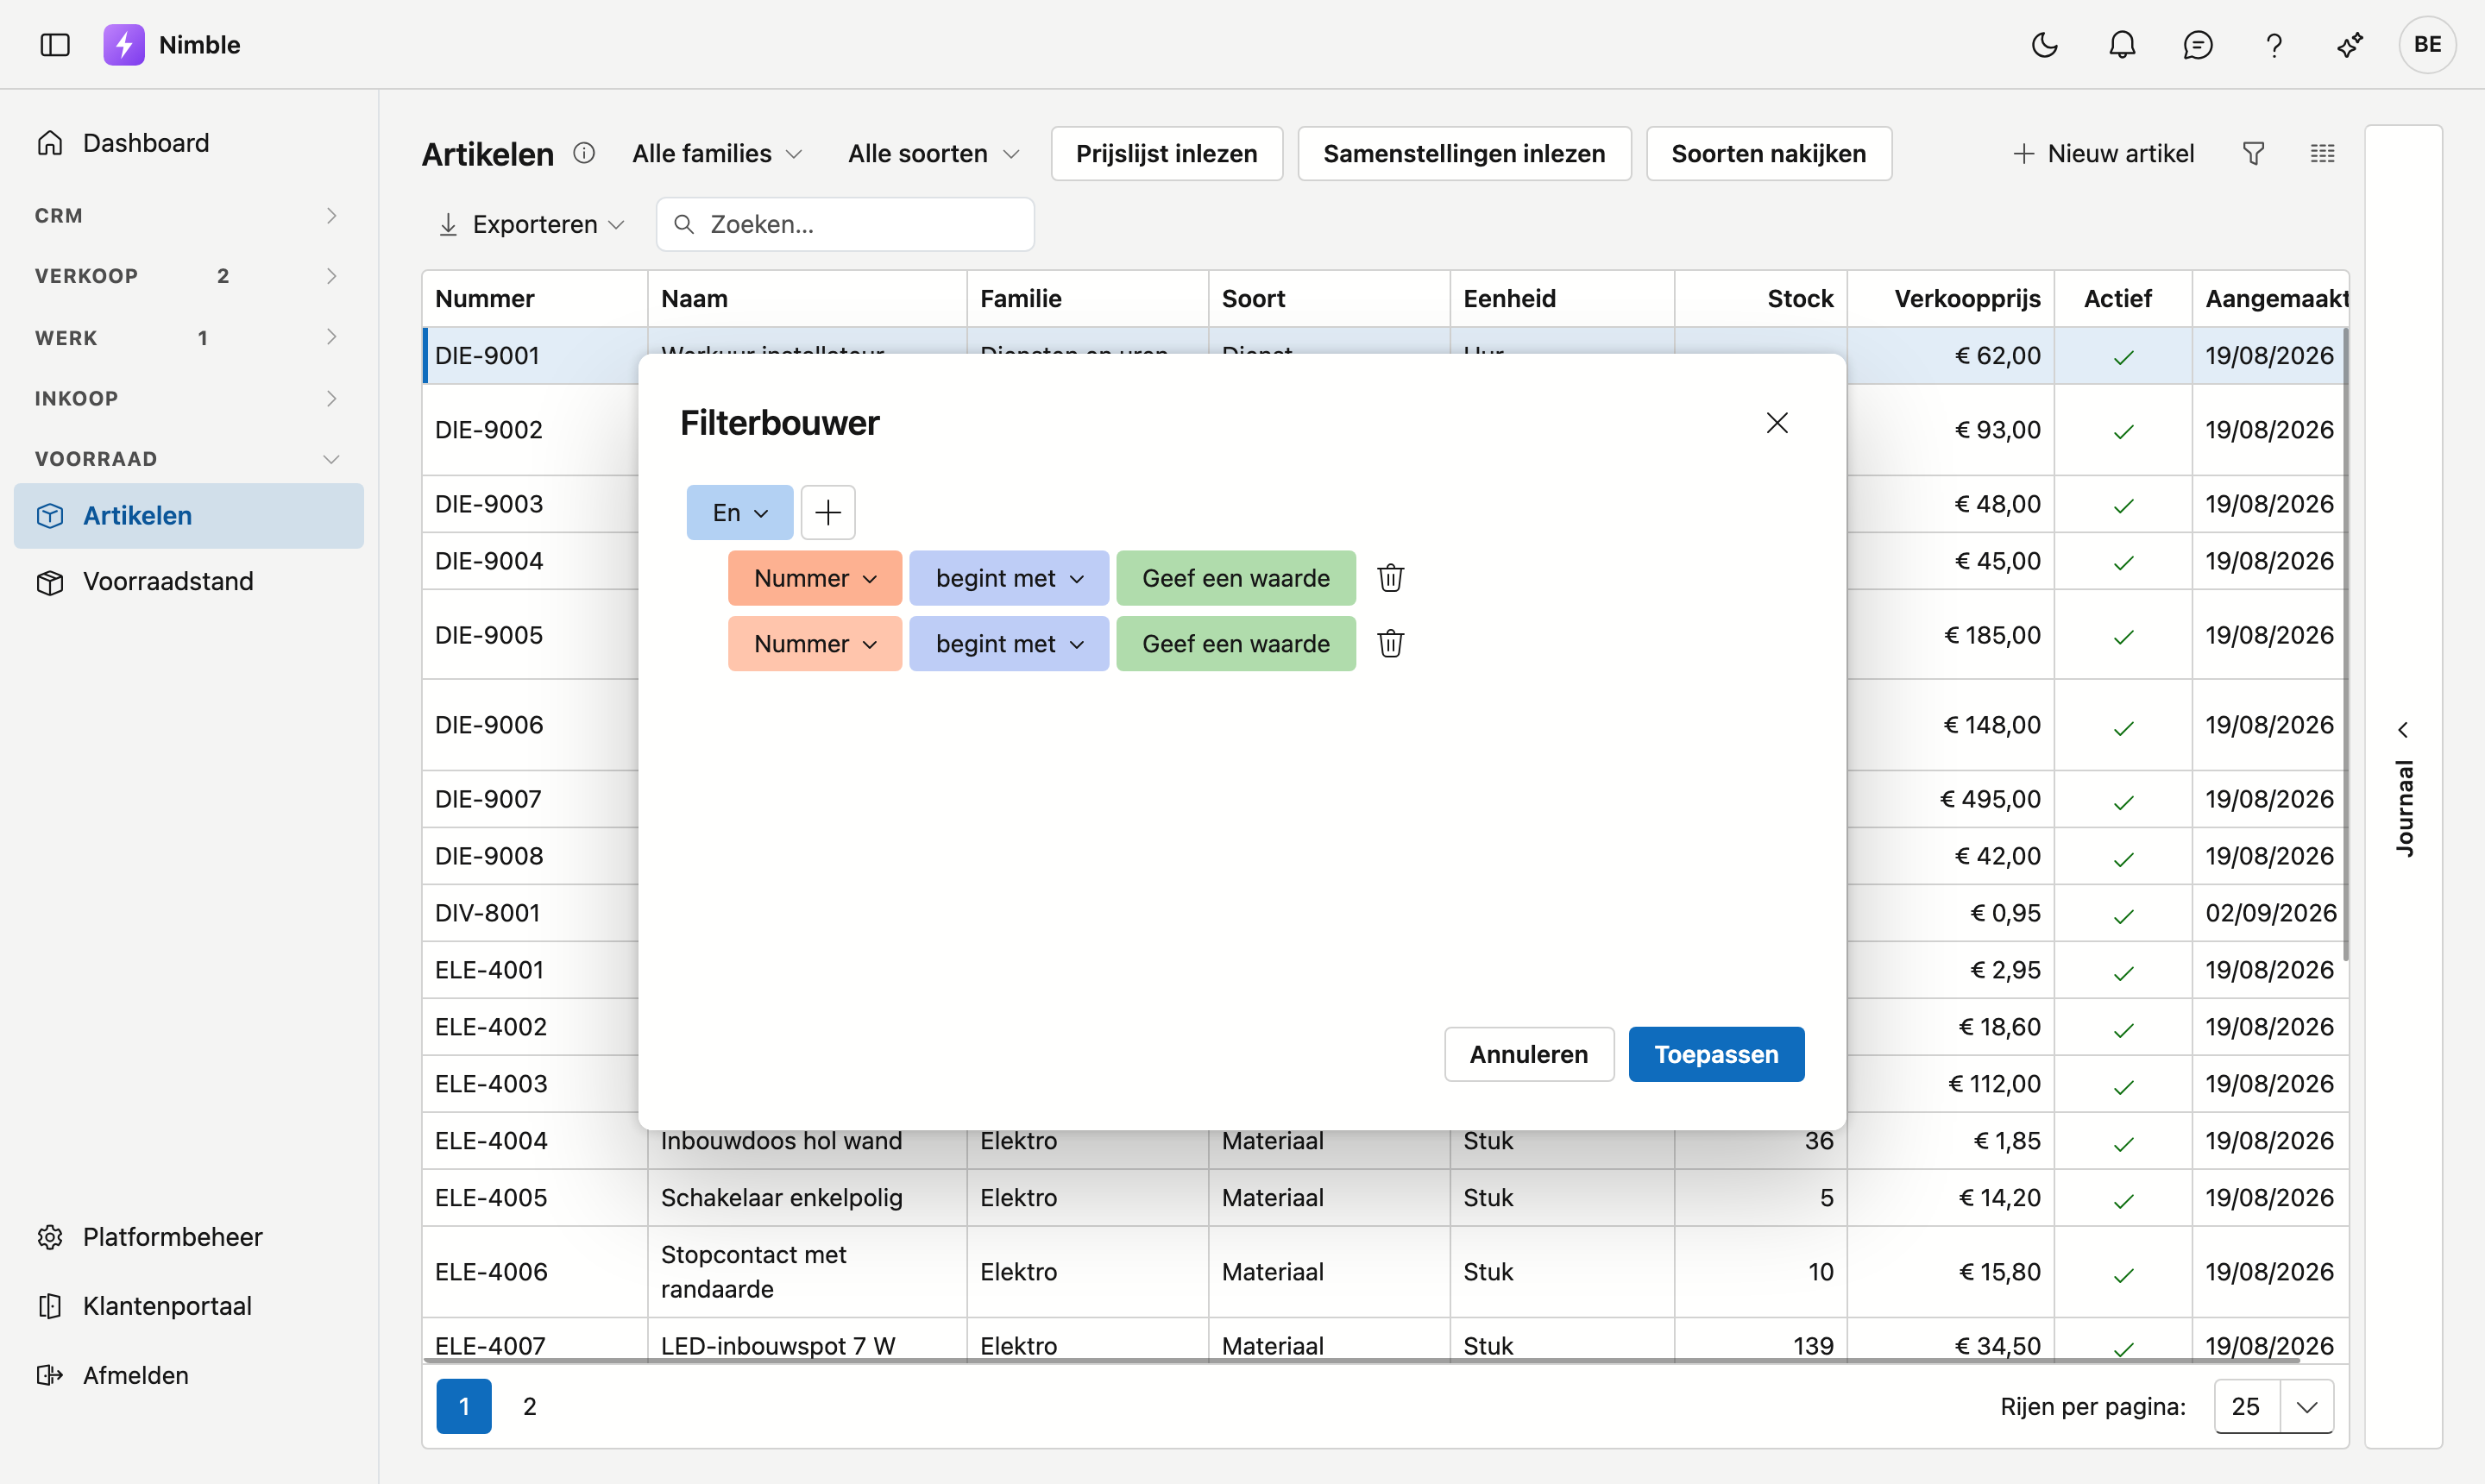 Nimble
BE
Dashboard
CRM
VERKOOP 2
WERK 1
INKOOP
VOORRAAD
Artikelen
Voorraadstand
Platformbeheer
Klantenportaal
Afmelden
Artikelen Alle families Alle soorten Prijslijst inlezen Samenstellingen inlezen Soorten nakijken Nieuw artikel
Exporteren Zoeken...
Nummer Naam Familie Soort Eenheid Stock Verkoopprijs Actief Aangemaakt
DIE-9001 Werkuur installateur Diensten en uren Dienst Uur € 62,00 19/08/2026
DIE-9002 € 93,00 19/08/2026
DIE-9003 € 48,00 19/08/2026
DIE-9004 € 45,00 19/08/2026
DIE-9005 € 185,00 19/08/2026
DIE-9006 € 148,00 19/08/2026
DIE-9007 € 495,00 19/08/2026
DIE-9008 € 42,00 19/08/2026
DIV-8001 € 0,95 02/09/2026
ELE-4001 € 2,95 19/08/2026
ELE-4002 € 18,60 19/08/2026
ELE-4003 € 112,00 19/08/2026
ELE-4004 Inbouwdoos hol wand Elektro Materiaal Stuk 36 € 1,85 19/08/2026
ELE-4005 Schakelaar enkelpolig Elektro Materiaal Stuk 5 € 14,20 19/08/2026
ELE-4006 Stopcontact met randaarde Elektro Materiaal Stuk 10 € 15,80 19/08/2026
ELE-4007 LED-inbouwspot 7 W Elektro Materiaal Stuk 139 € 34,50 19/08/2026
Filterbouwer
En
Nummer begint met Geef een waarde
Nummer begint met Geef een waarde
Annuleren Toepassen
1 2 Rijen per pagina: 25
Journaal